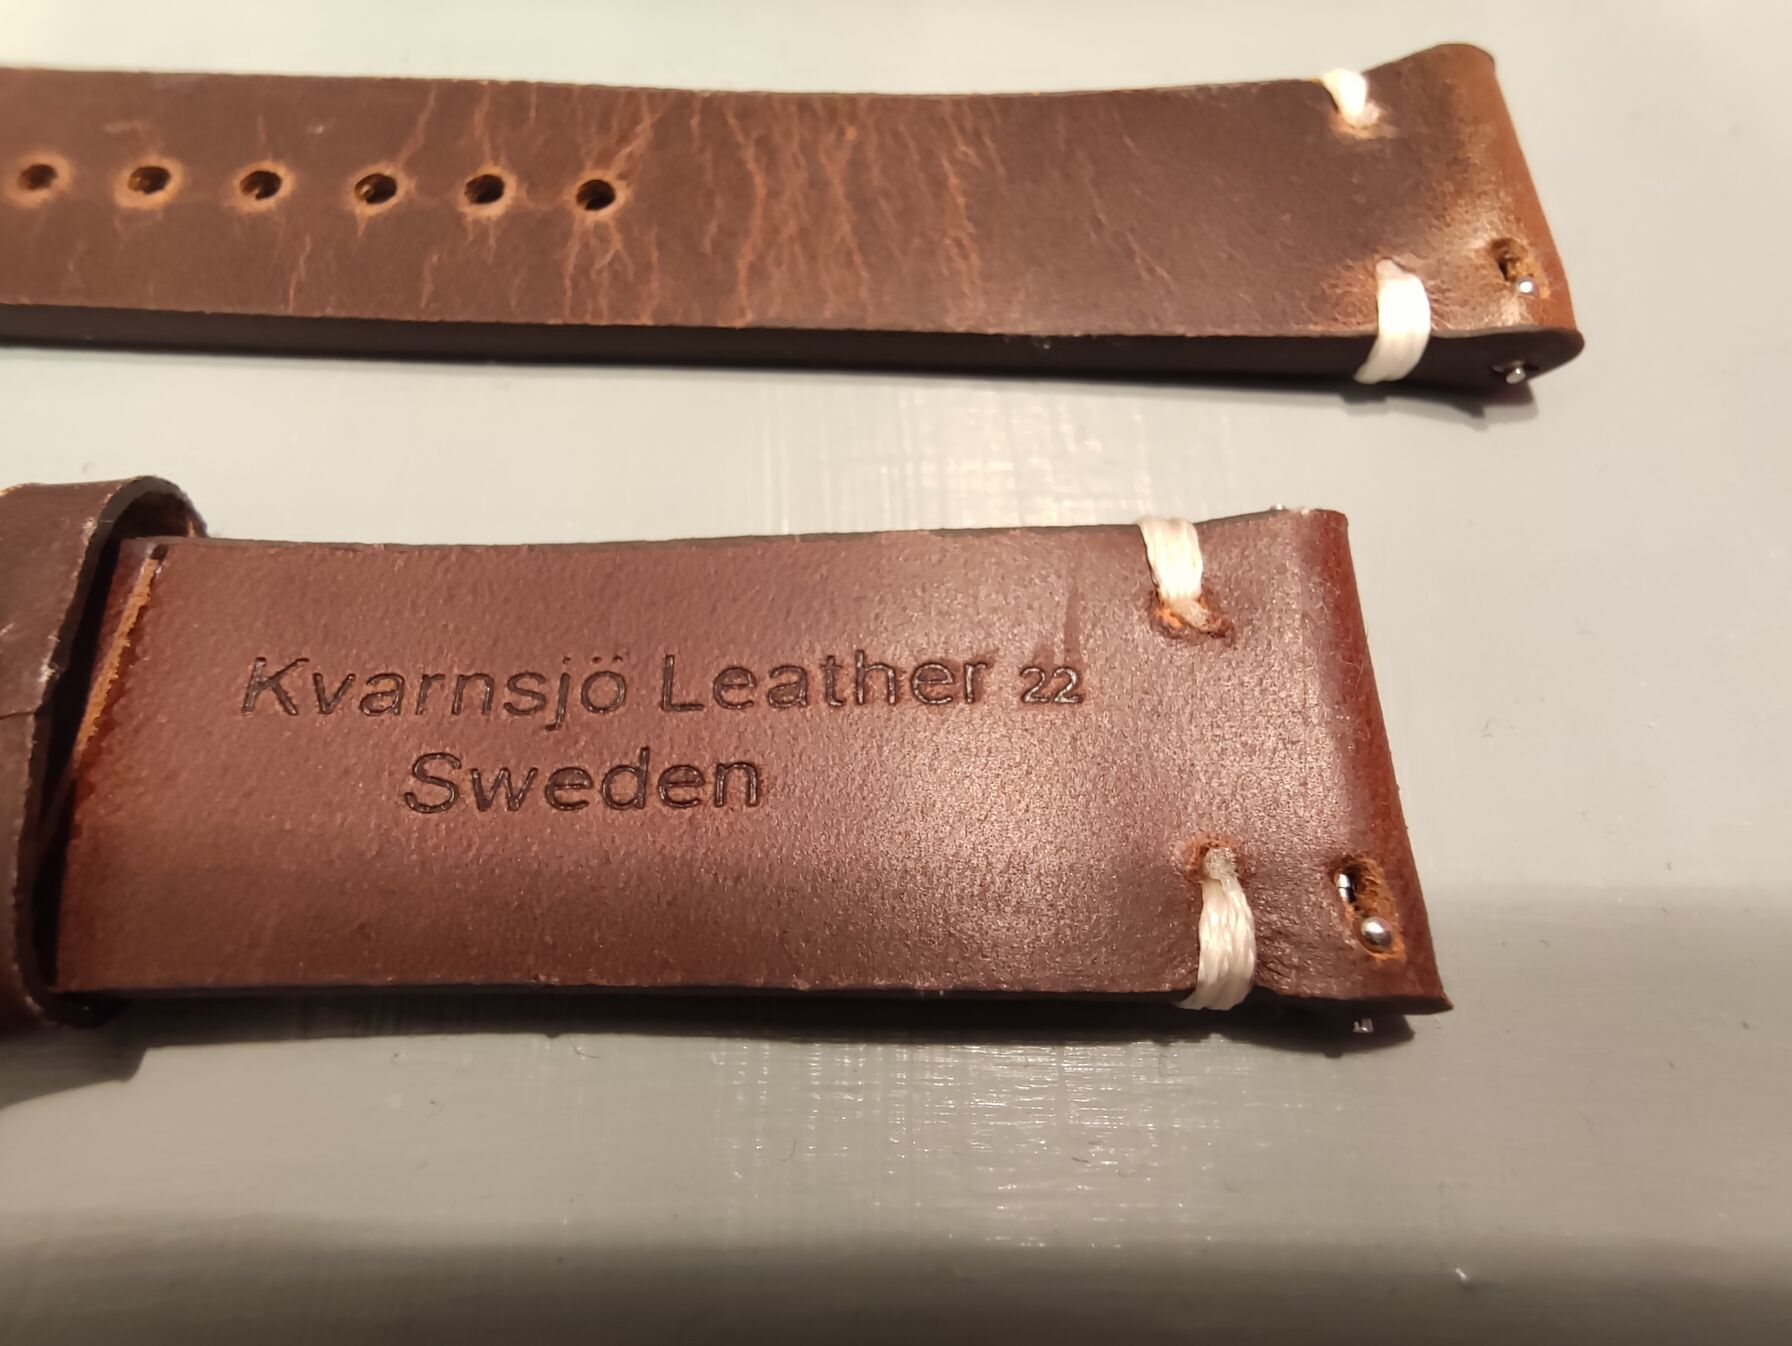 Kvarnsjö Leather 22
Sweden